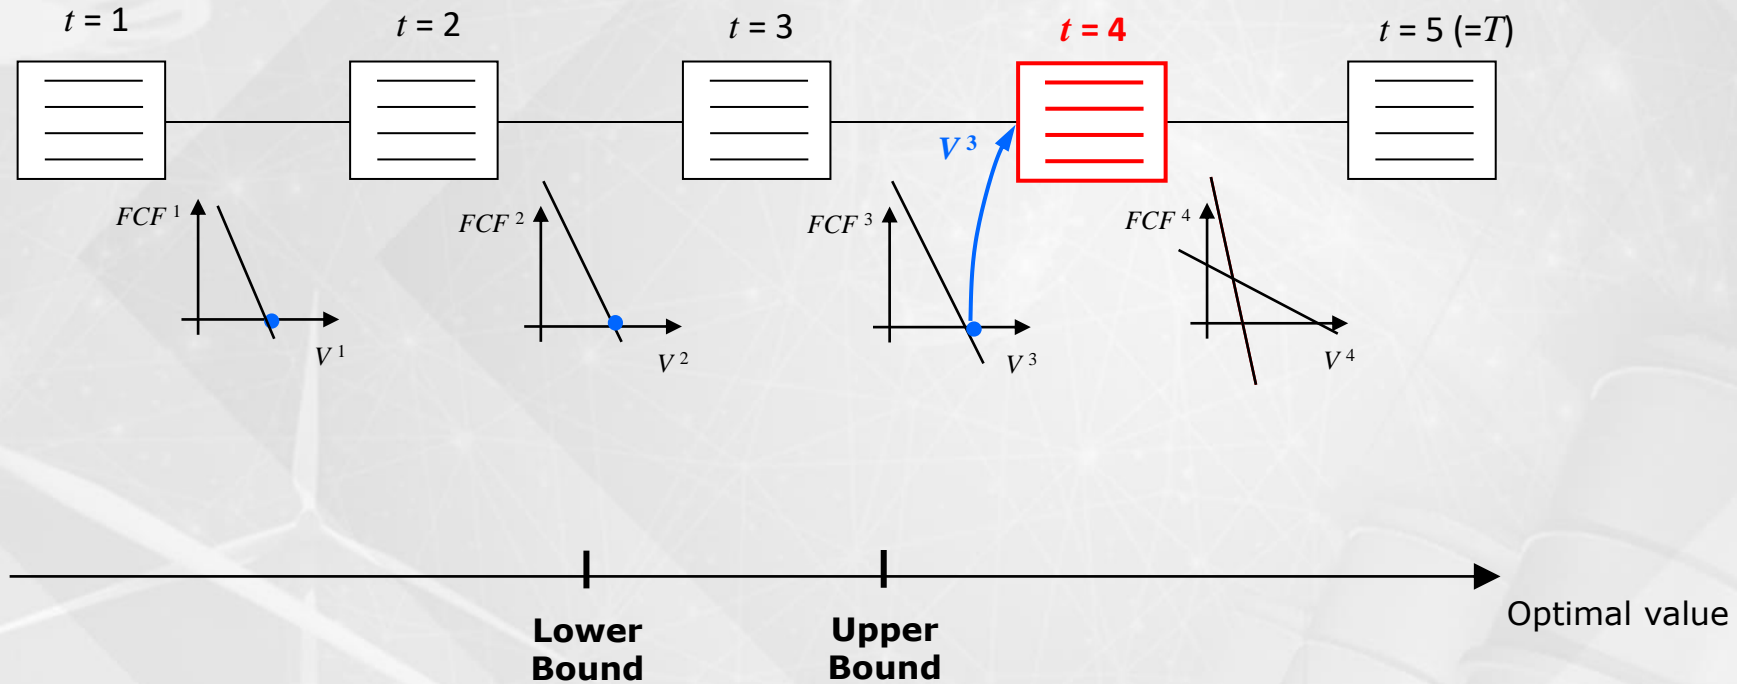 t = 1
t = 2
t = 3
t = 4
t = 5 (=T)
V 3
FCF 1
FCF 2
FCF 3
FCF 4
V 1
V 2
V 3
V 4
Optimal value
Lower
Bound
Upper
Bound